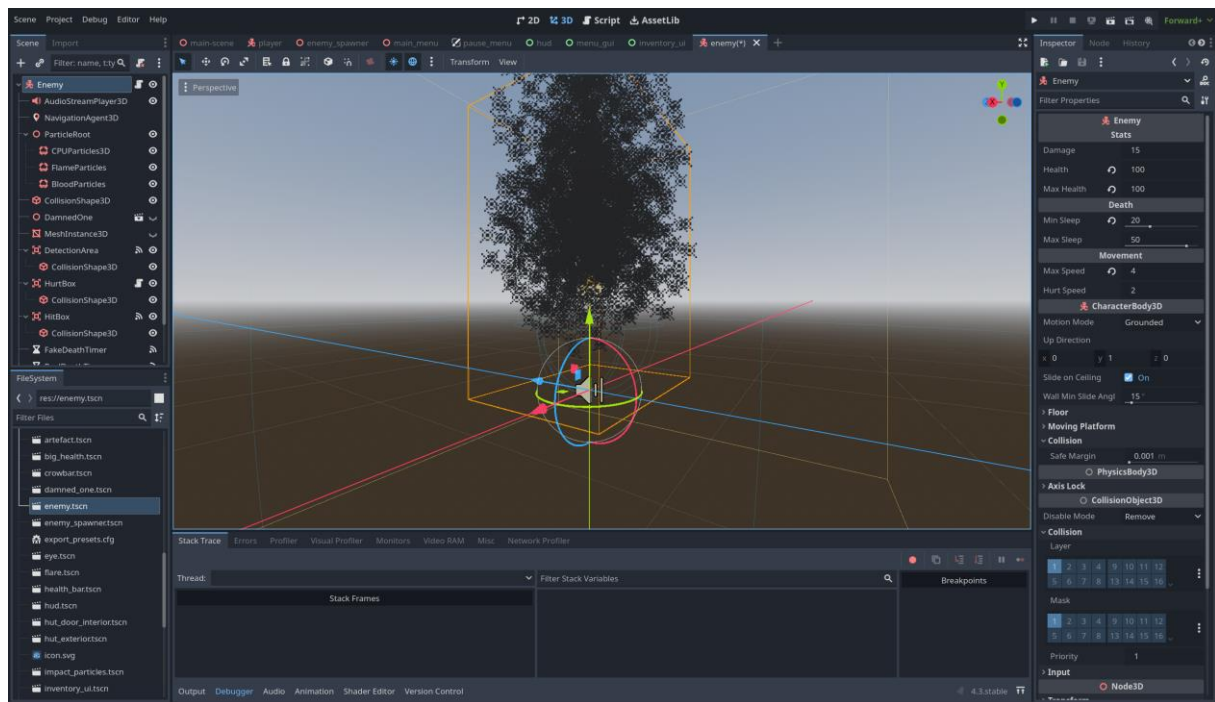 Scene Project Debug Editor Help
2D 3D Script AssetLib
Forward+
Scene Import
main-scene player enemy_spawner main_menu pause_menu hud menu_gui inventory_ui enemy(*)
Inspector Node History
Filter: name, t:ty
Transform View
Perspective
Y
X
Enemy
AudioStreamPlayer3D
NavigationAgent3D
ParticleRoot
CPUParticles3D
FlameParticles
BloodParticles
CollisionShape3D
DamnedOne
MeshInstance3D
DetectionArea
CollisionShape3D
HurtBox
CollisionShape3D
HitBox
CollisionShape3D
FakeDeathTimer
FileSystem
res://enemy.tscn
Filter Files
artefact.tscn
big_health.tscn
crowbar.tscn
damned_one.tscn
enemy.tscn
enemy_spawner.tscn
export_presets.cfg
eye.tscn
flare.tscn
health_bar.tscn
hud.tscn
hut_door_interior.tscn
hut_exterior.tscn
icon.svg
impact_particles.tscn
inventory_ui.tscn
Stack Trace Errors Profiler Visual Profiler Monitors Video RAM Misc Network Profiler
Thread: Filter Stack Variables Breakpoints
Stack Frames
Output Debugger Audio Animation Shader Editor Version Control
4.3.stable
Enemy
Filter Properties
Enemy
Stats
Damage 15
Health 100
Max Health 100
Death
Min Sleep 20
Max Sleep 50
Movement
Max Speed 4
Hurt Speed 2
CharacterBody3D
Motion Mode Grounded
Up Direction
x 0 y 1 z 0
Slide on Ceiling On
Wall Min Slide Angl 15 °
Floor
Moving Platform
Collision
Safe Margin 0.001 m
PhysicsBody3D
Axis Lock
CollisionObject3D
Disable Mode Remove
Collision
Layer
1 2 3 4 9 10 11 12
5 6 7 8 13 14 15 16
Mask
1 2 3 4 9 10 11 12
5 6 7 8 13 14 15 16
Priority 1
Input
Node3D